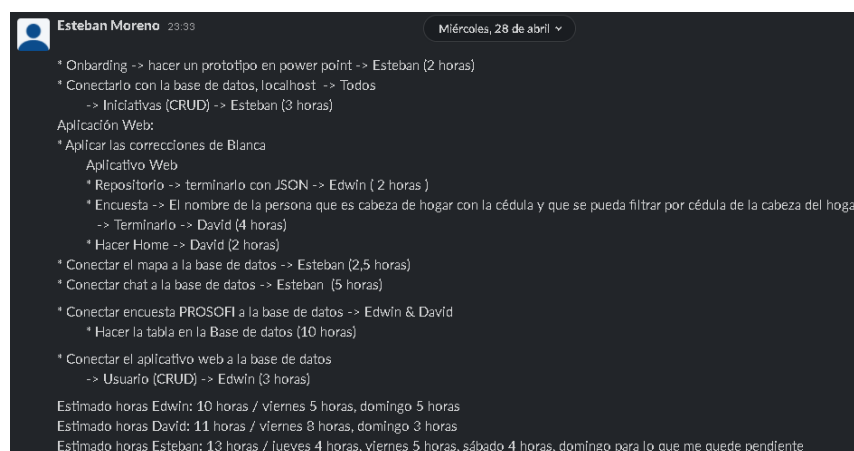 Esteban Moreno 23:33
Miércoles, 28 de abril
* Onbarding -> hacer un prototipo en power point -> Esteban (2 horas)
* Conectarlo con la base de datos, localhost -> Todos
-> Iniciativas (CRUD) -> Esteban (3 horas)
Aplicación Web:
* Aplicar las correcciones de Blanca
Aplicativo Web
* Repositorio -> terminarlo con JSON -> Edwin ( 2 horas )
* Encuesta -> El nombre de la persona que es cabeza de hogar con la cédula y que se pueda filtrar por cédula de la cabeza del hoga
-> Terminarlo -> David (4 horas)
* Hacer Home -> David (2 horas)
* Conectar el mapa a la base de datos -> Esteban (2,5 horas)
* Conectar chat a la base de datos -> Esteban (5 horas)
* Conectar encuesta PROSOFI a la base de datos -> Edwin & David
* Hacer la tabla en la Base de datos (10 horas)
* Conectar el aplicativo web a la base de datos
-> Usuario (CRUD) -> Edwin (3 horas)
Estimado horas Edwin: 10 horas / viernes 5 horas, domingo 5 horas
Estimado horas David: 11 horas / viernes 8 horas, domingo 3 horas
Estimado horas Esteban: 13 horas / jueves 4 horas, viernes 5 horas, sábado 4 horas, domingo para lo que me quede pendiente